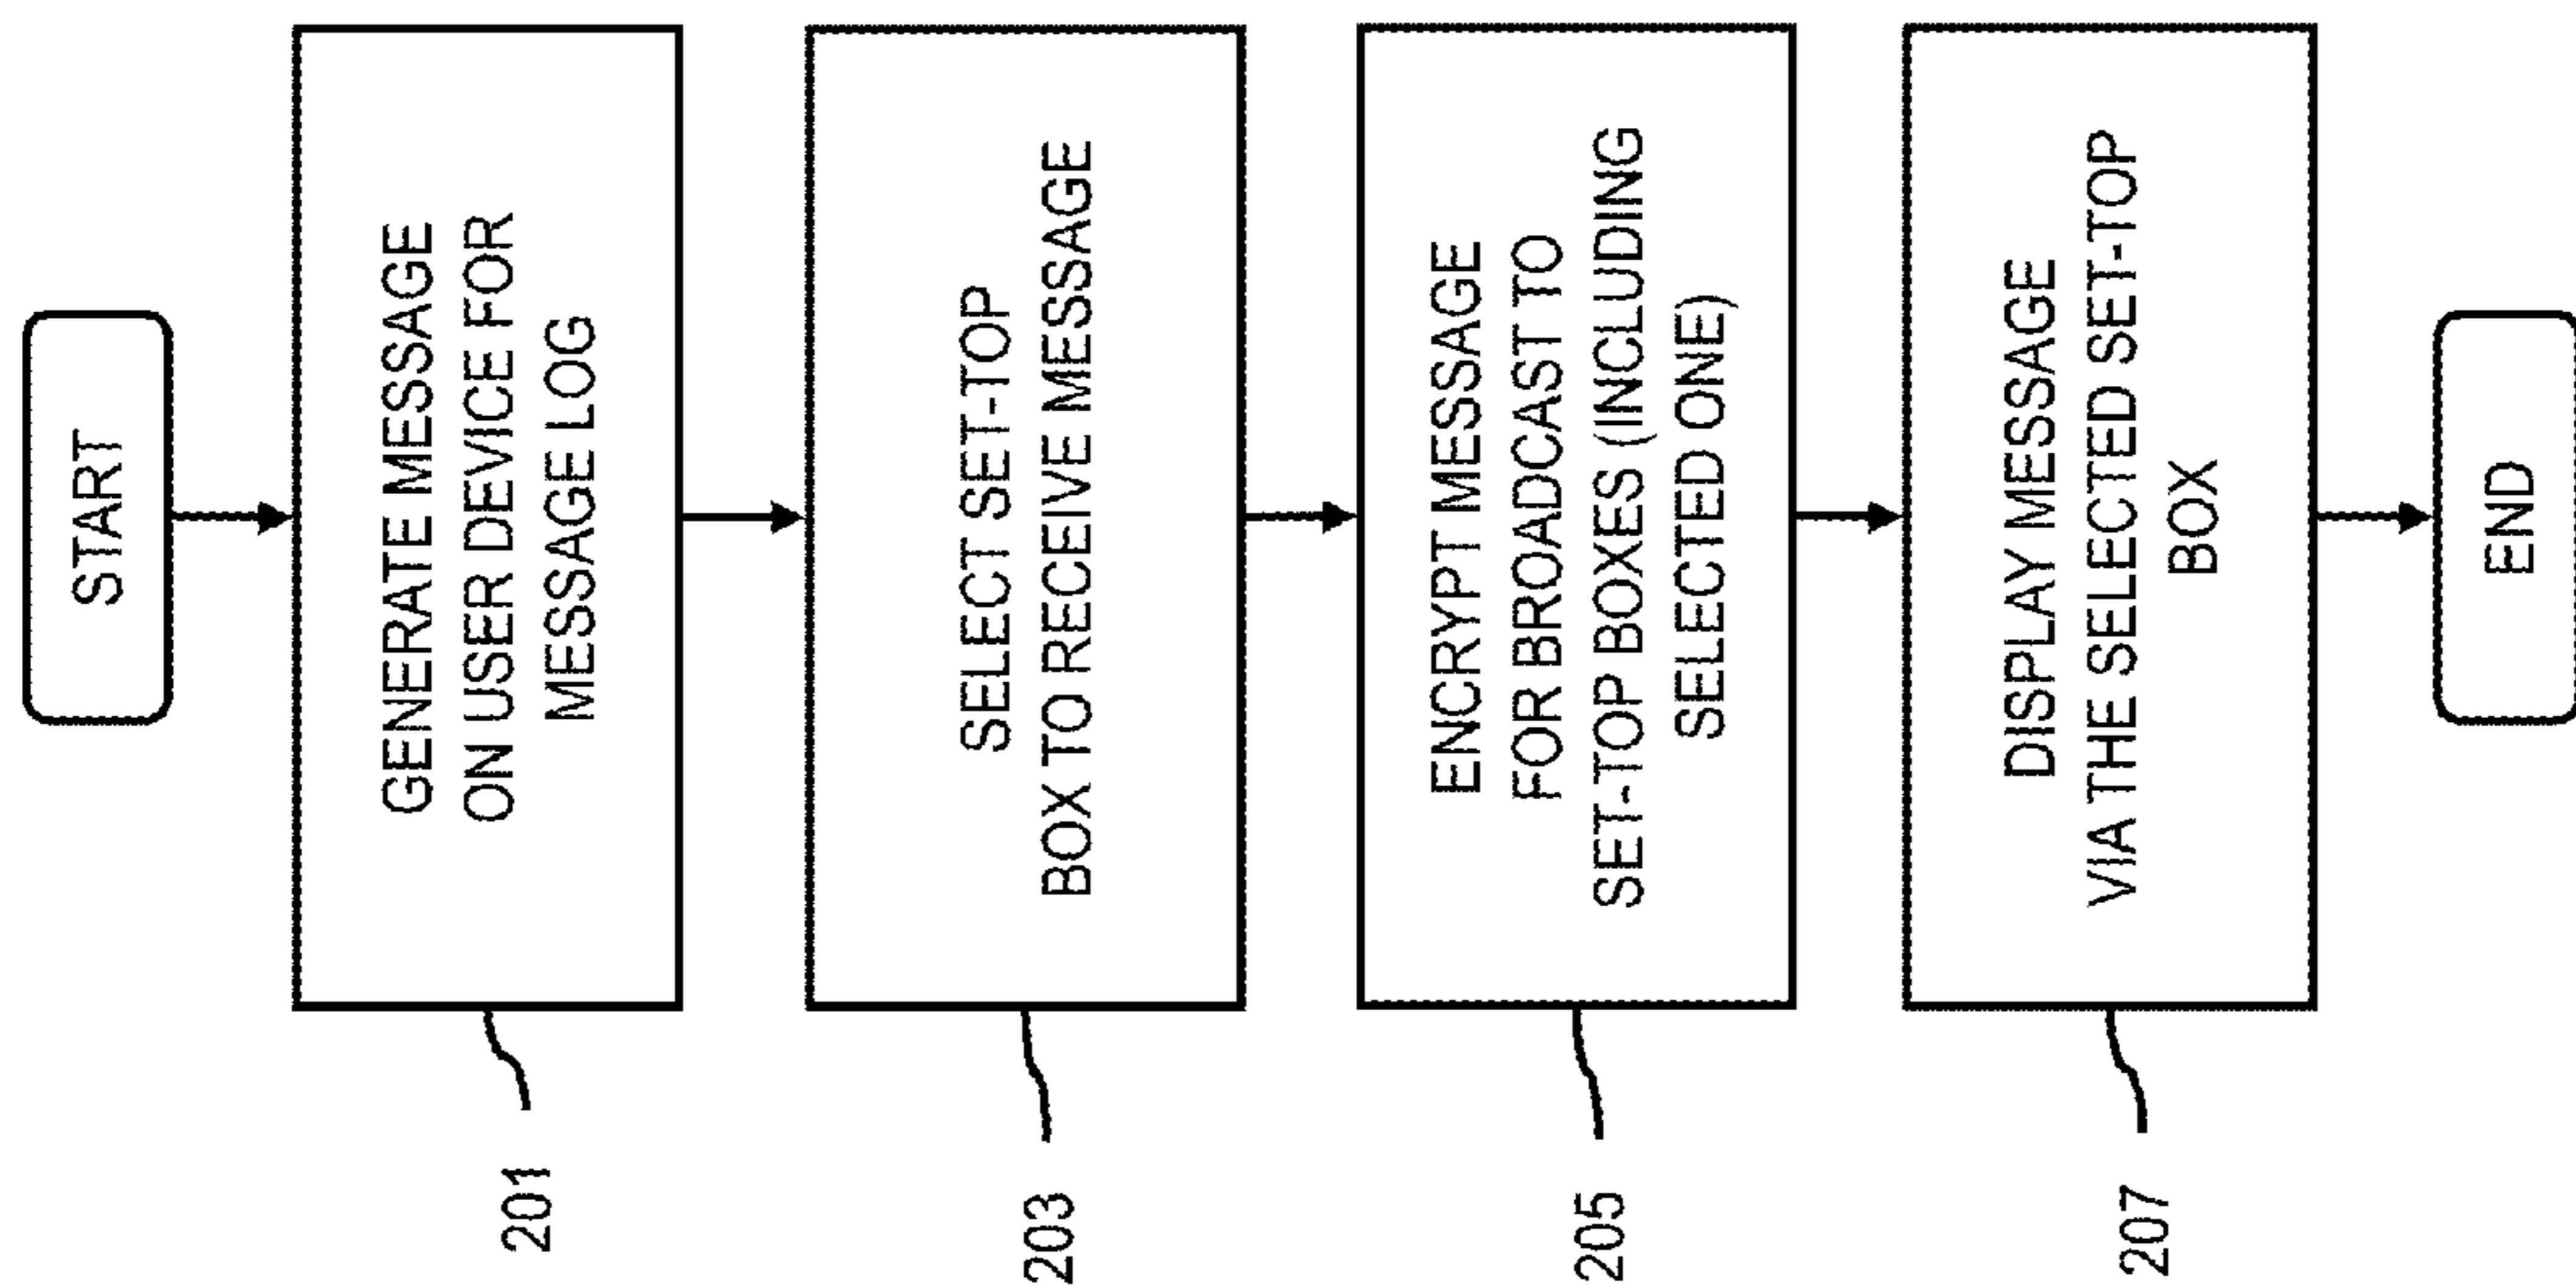 START
GENERATE MESSAGE
ON USER DEVICE FOR
MESSAGE LOG
201
SELECT SET-TOP
BOX TO RECEIVE MESSAGE
203
ENCRYPT MESSAGE
FOR BROADCAST TO
SET-TOP BOXES (INCLUDING
SELECTED ONE)
205
DISPLAY MESSAGE
VIA THE SELECTED SET-TOP
BOX
207
END